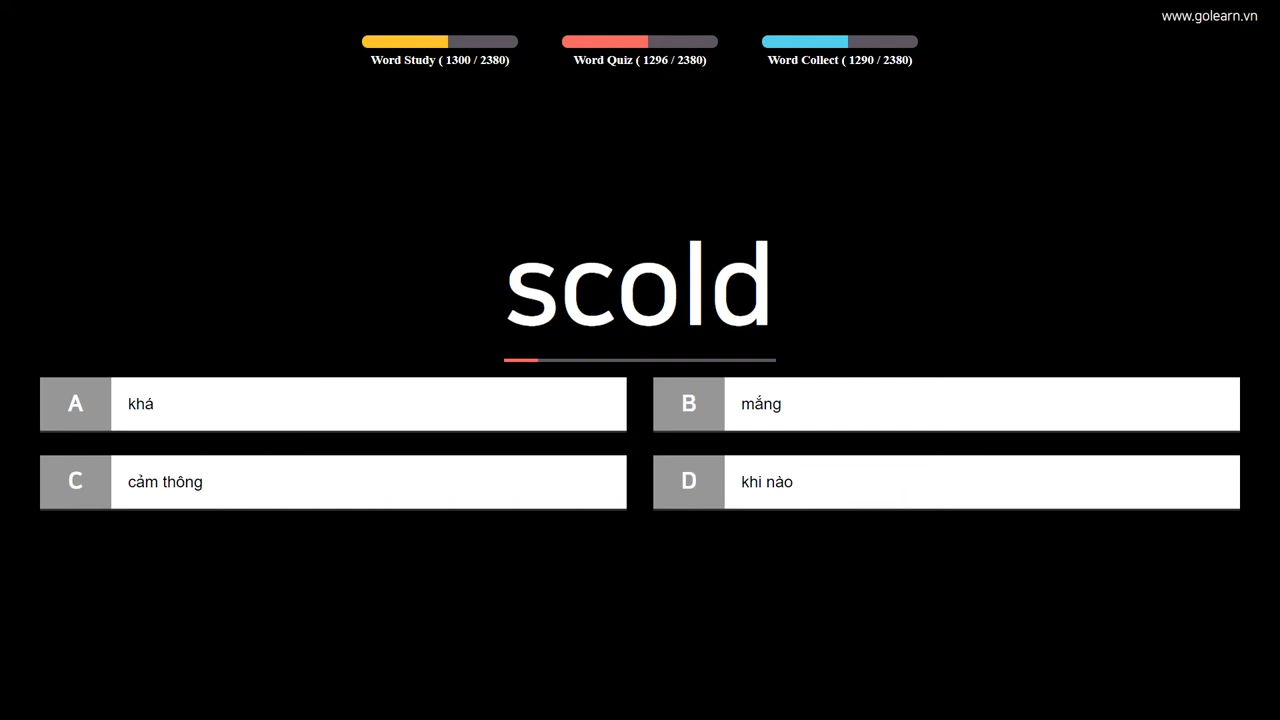 www.golearn.vn
Word Study ( 1300 / 2380)
Word Quiz ( 1296 / 2380)
Word Collect ( 1290 / 2380)
scold
A khá
B mắng
C cảm thông
D khi nào